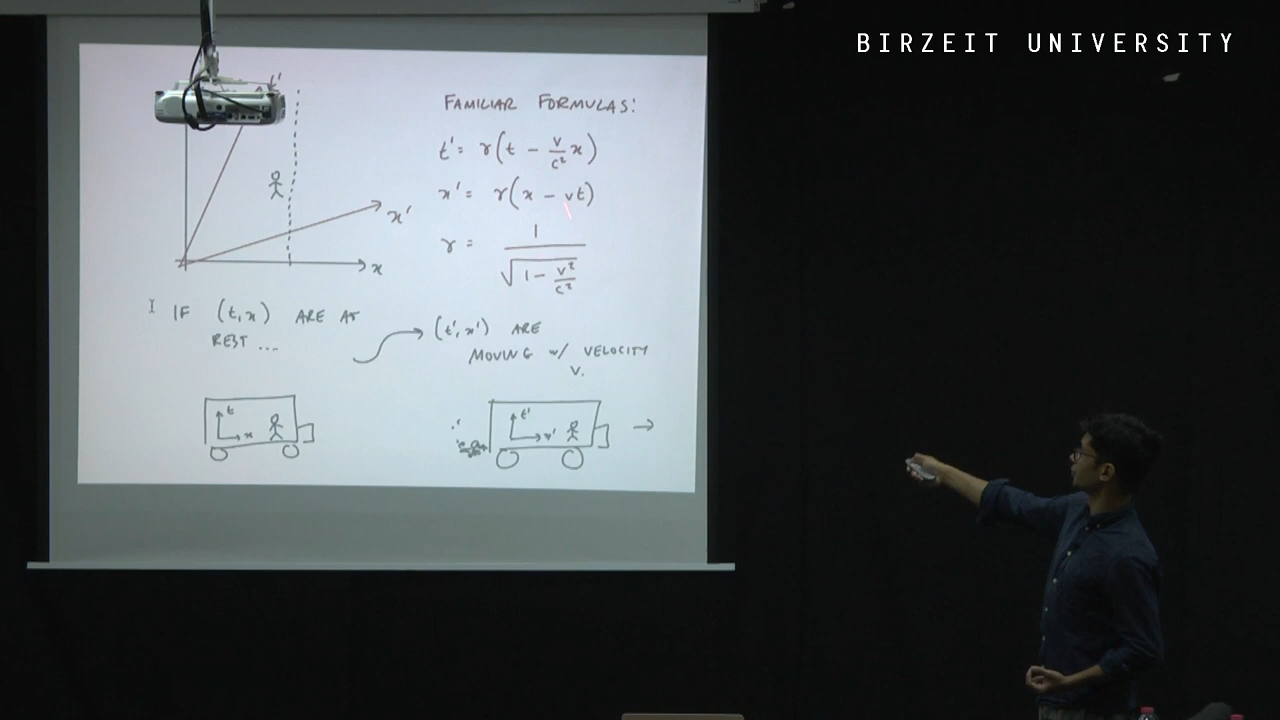 BIRZEIT UNIVERSITY
t'
x'
x
FAMILIAR FORMULAS:
t' = γ(t − v/c² x)
x' = γ(x − vt)
γ = 1/√(1 − v²/c²)
IF (t,x) ARE AT
REST ...
(t',x') ARE
MOVING w/ VELOCITY
v.
t
x
t'
x'